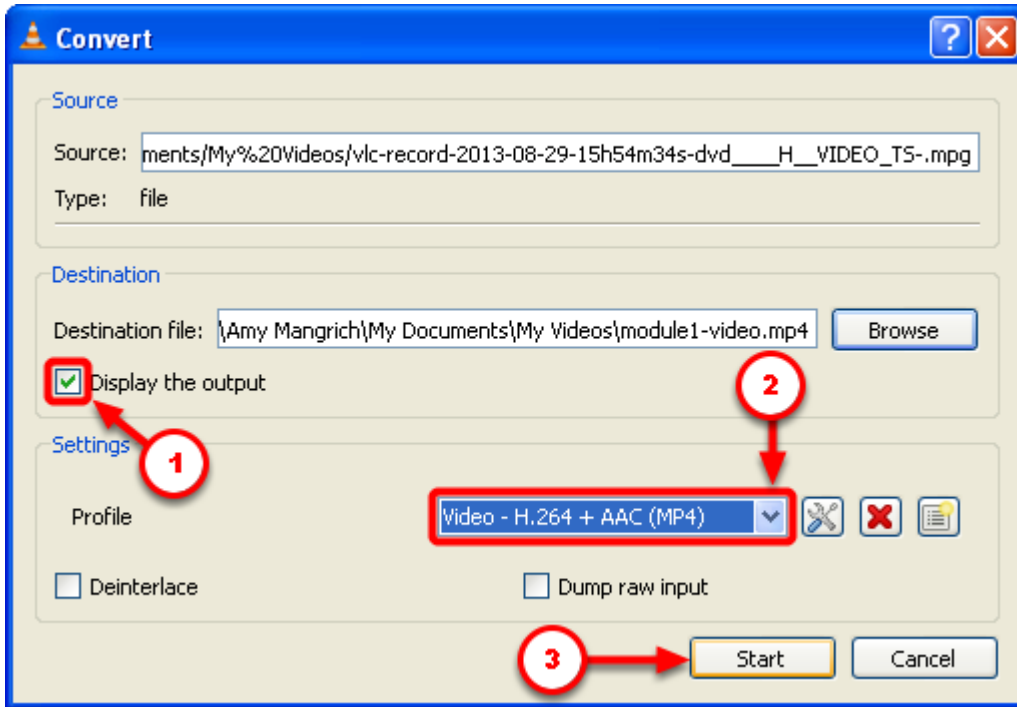 Convert
Source
Source: ments/My%20Videos/vlc-record-2013-08-29-15h54m34s-dvd____H__VIDEO_TS-.mpg
Type: file
Destination
Destination file: \Amy Mangrich\My Documents\My Videos\module1-video.mp4 Browse
Display the output
2
Settings
1
Profile Video - H.264 + AAC (MP4)
Deinterlace Dump raw input
3 Start Cancel